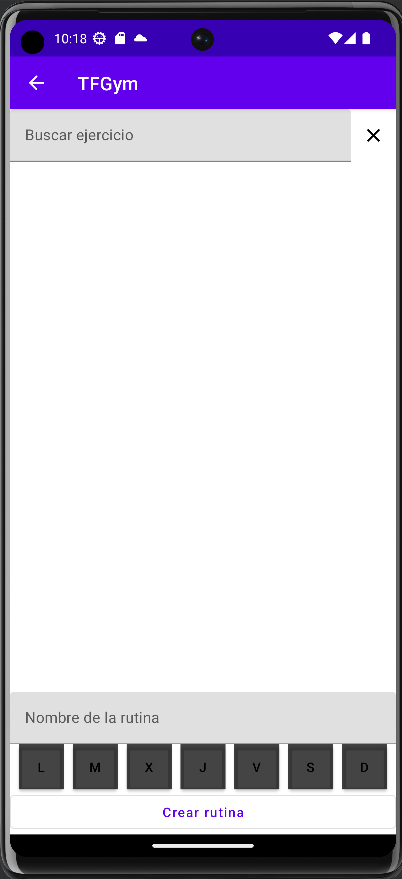 10:18
TFGym
Buscar ejercicio
Nombre de la rutina
L M X J V S D
Crear rutina